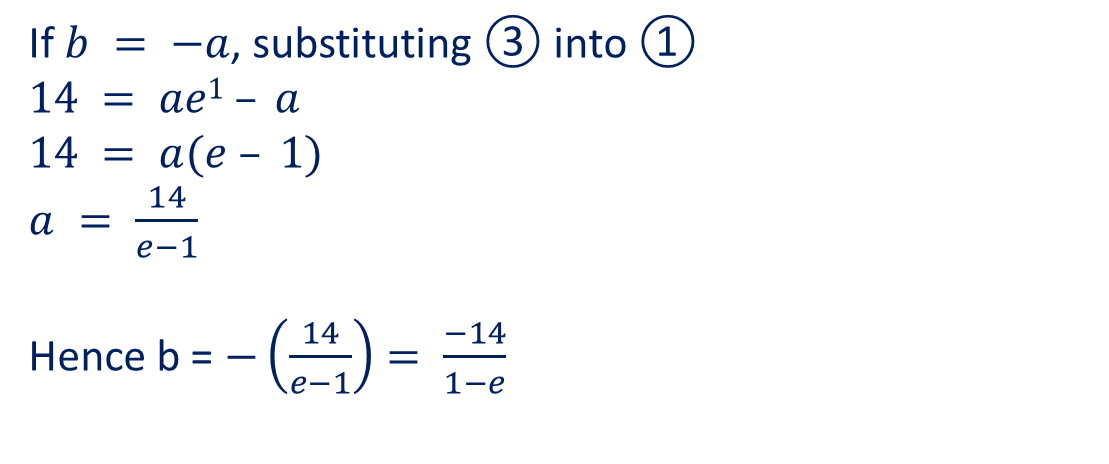 If b = −a, substituting ③ into ①
14 = ae¹ – a
14 = a(e – 1)
a = 14/(e−1)
Hence b = −(14/(e−1)) = −14/(1−e)